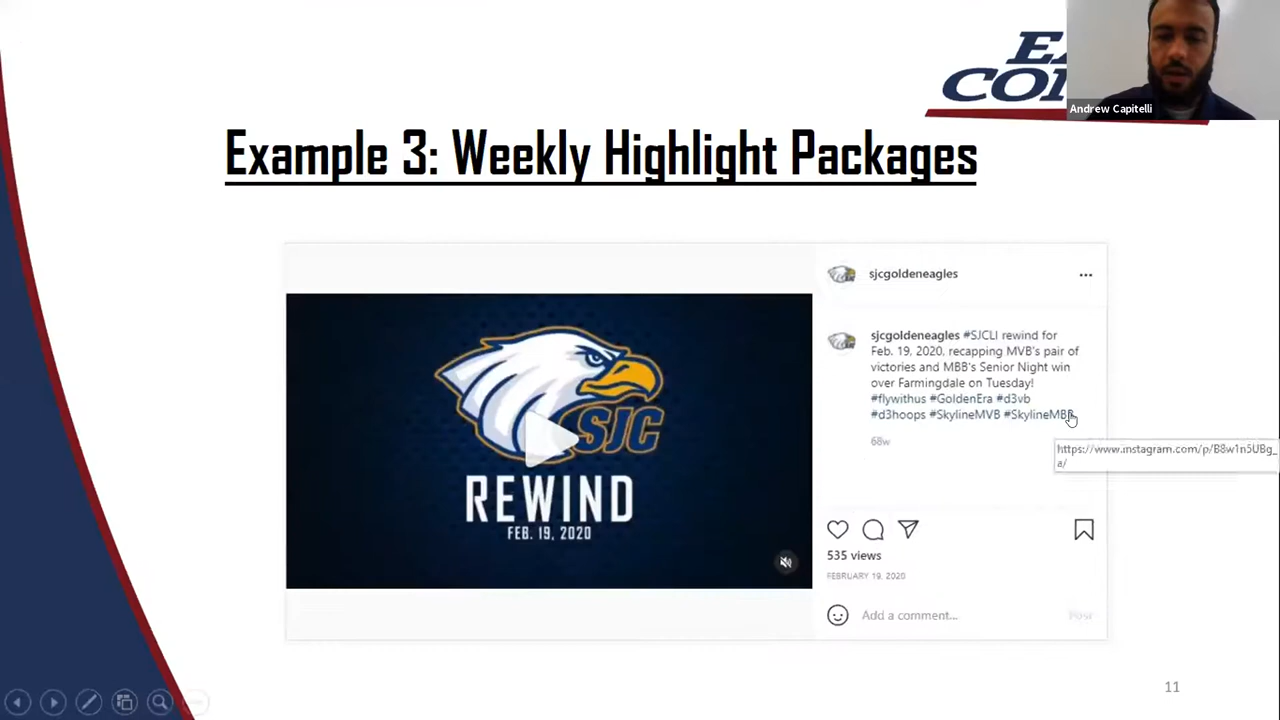 Andrew Capitelli
Example 3: Weekly Highlight Packages
sjcgoldeneagles
SJC
REWIND
FEB. 19, 2020
sjcgoldeneagles #SJCLI rewind for
Feb. 19, 2020, recapping MVB's pair of
victories and MBB's Senior Night win
over Farmingdale on Tuesday!
#flywithus #GoldenEra #d3vb
#d3hoops #SkylineMVB #SkylineMBB
68w
https://www.instagram.com/p/B8w1n5UBg_
a/
535 views
FEBRUARY 19, 2020
Add a comment...
Post
11